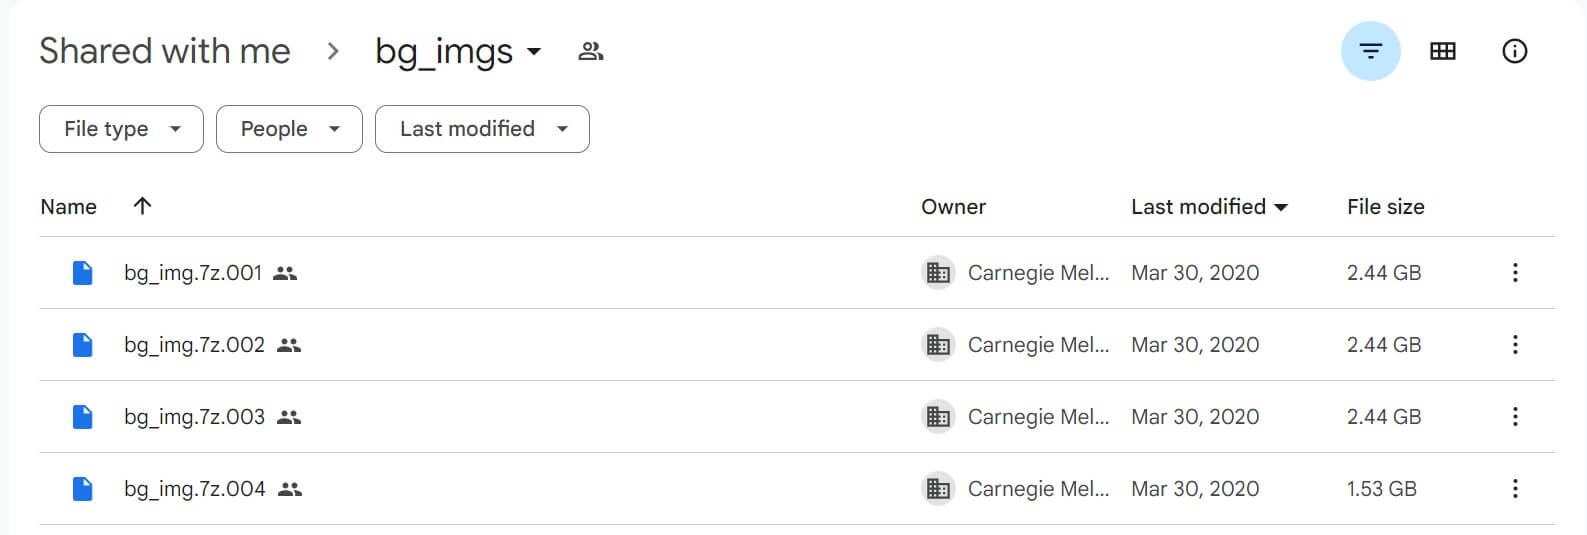 Shared with me > bg_imgs
File type People Last modified
Name Owner Last modified File size
bg_img.7z.001 Carnegie Mel... Mar 30, 2020 2.44 GB
bg_img.7z.002 Carnegie Mel... Mar 30, 2020 2.44 GB
bg_img.7z.003 Carnegie Mel... Mar 30, 2020 2.44 GB
bg_img.7z.004 Carnegie Mel... Mar 30, 2020 1.53 GB